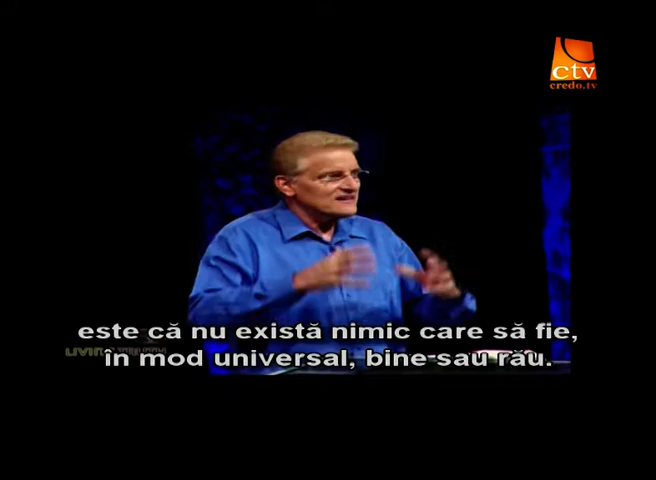 ctv
credo.tv
este că nu există nimic care să fie,
în mod universal, bine sau rău.